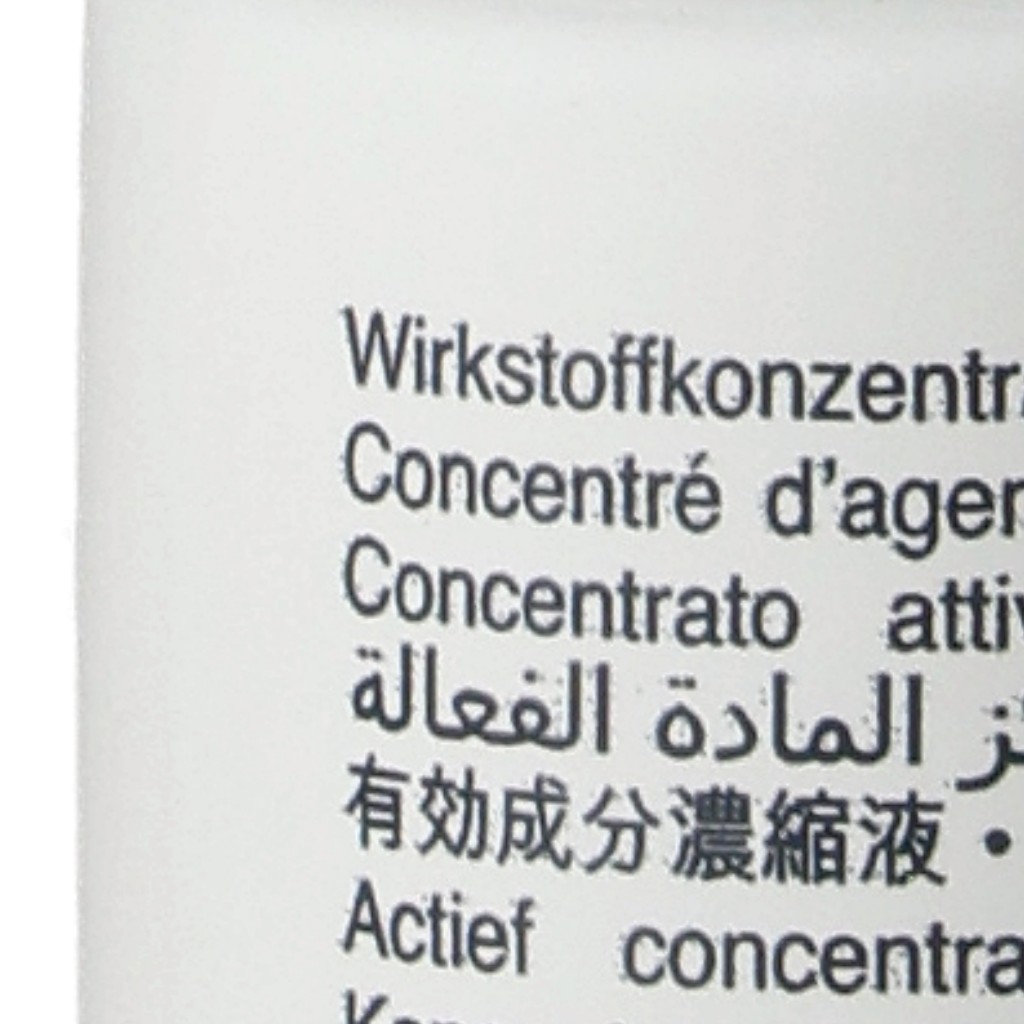 Wirkstoffkonzentr
Concentré d’agen
Concentrato attiv
المادة الفعالة
有効成分濃縮液 •
Actief concentra